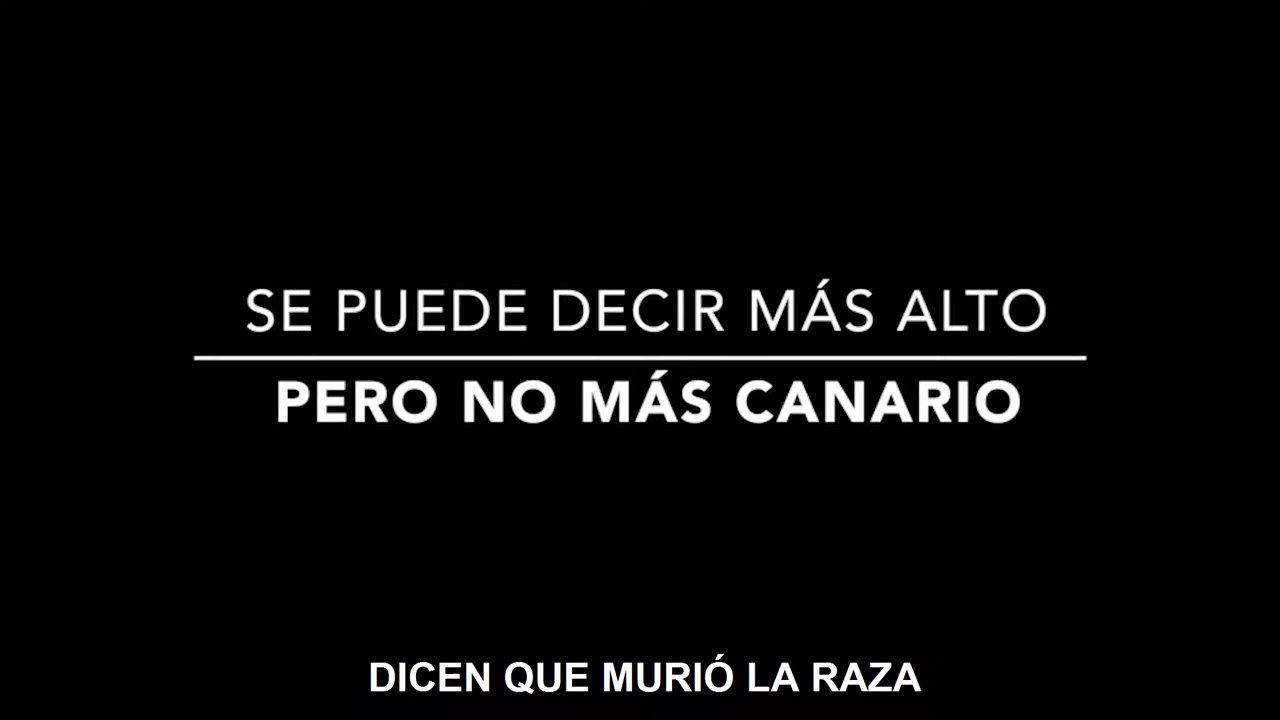 SE PUEDE DECIR MÁS ALTO
PERO NO MÁS CANARIO
DICEN QUE MURIÓ LA RAZA